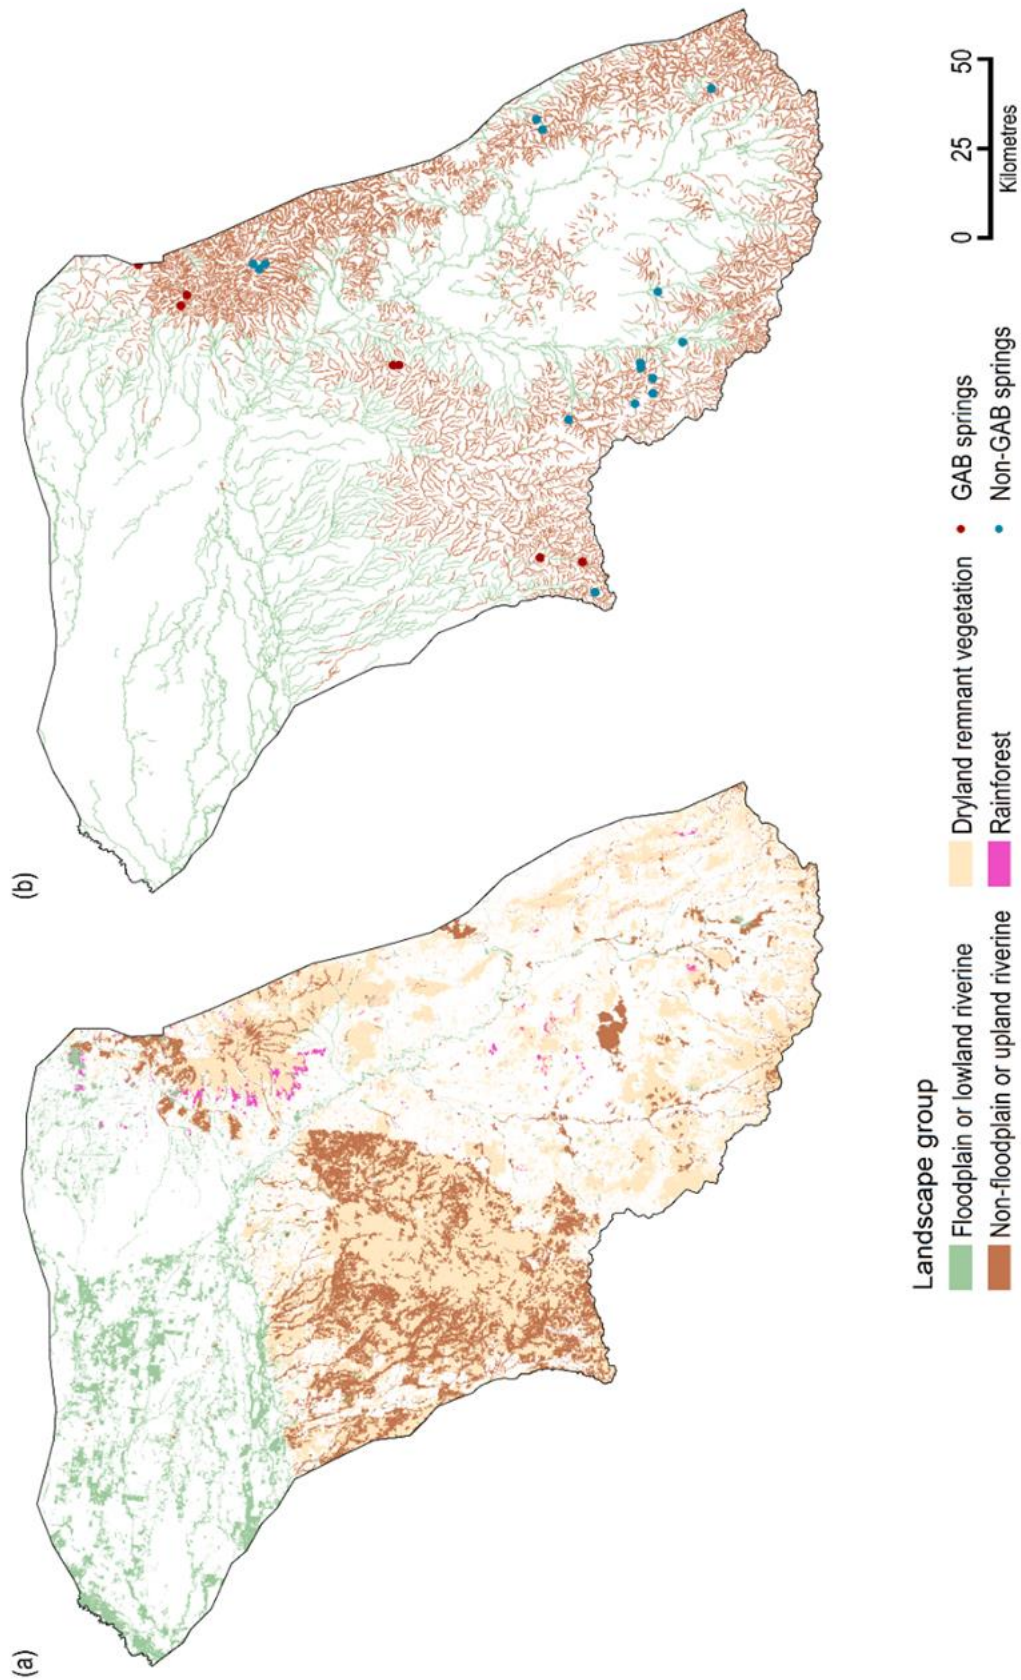 (a)
(b)
Landscape group
Floodplain or lowland riverine
Non-floodplain or upland riverine
Dryland remnant vegetation
Rainforest
GAB springs
Non-GAB springs
0 25 50
Kilometres